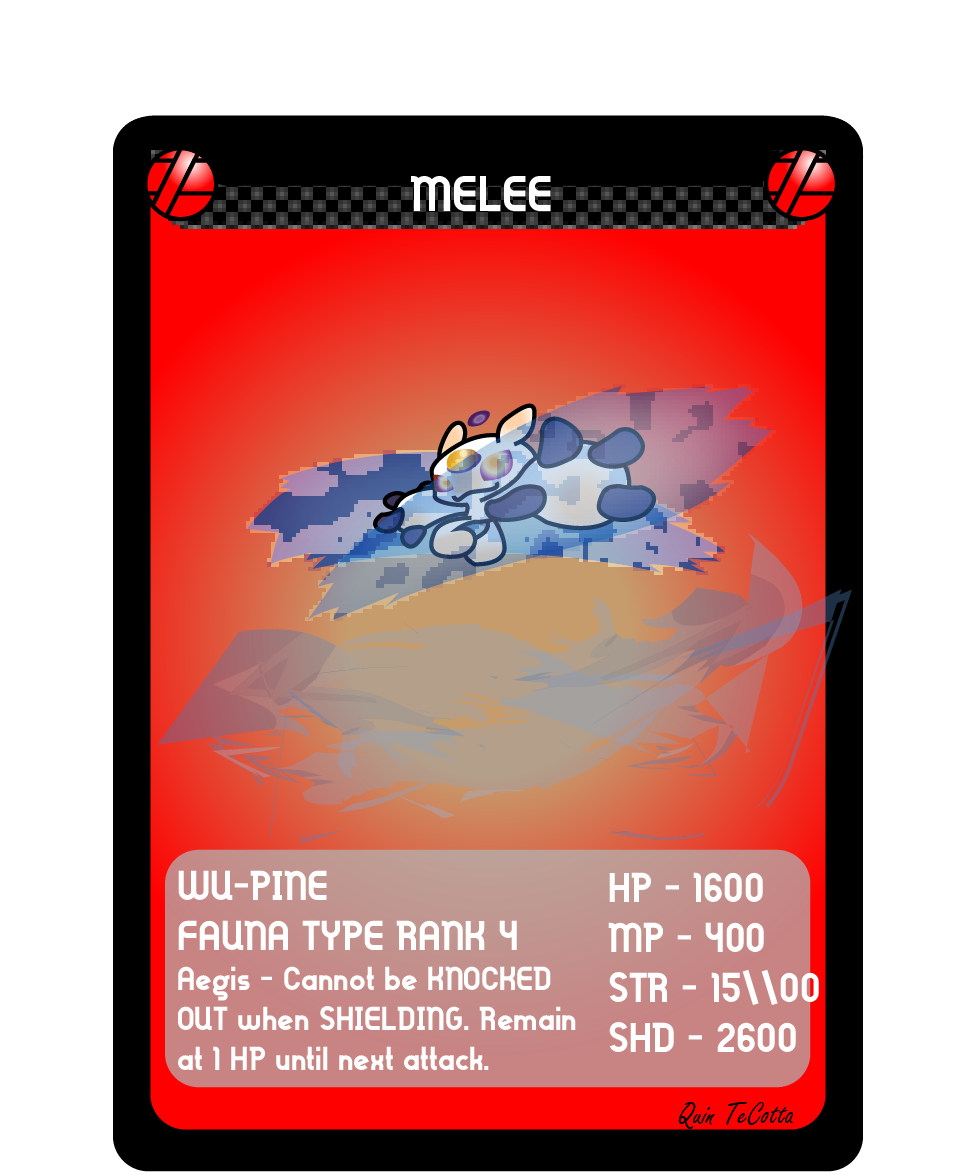 MELEE
WU-PINE
FAUNA TYPE RANK 4
Aegis - Cannot be KNOCKED
OUT when SHIELDING. Remain
at 1 HP until next attack.
HP - 1600
MP - 400
STR - 15\\00
SHD - 2600
Quin TeCotta